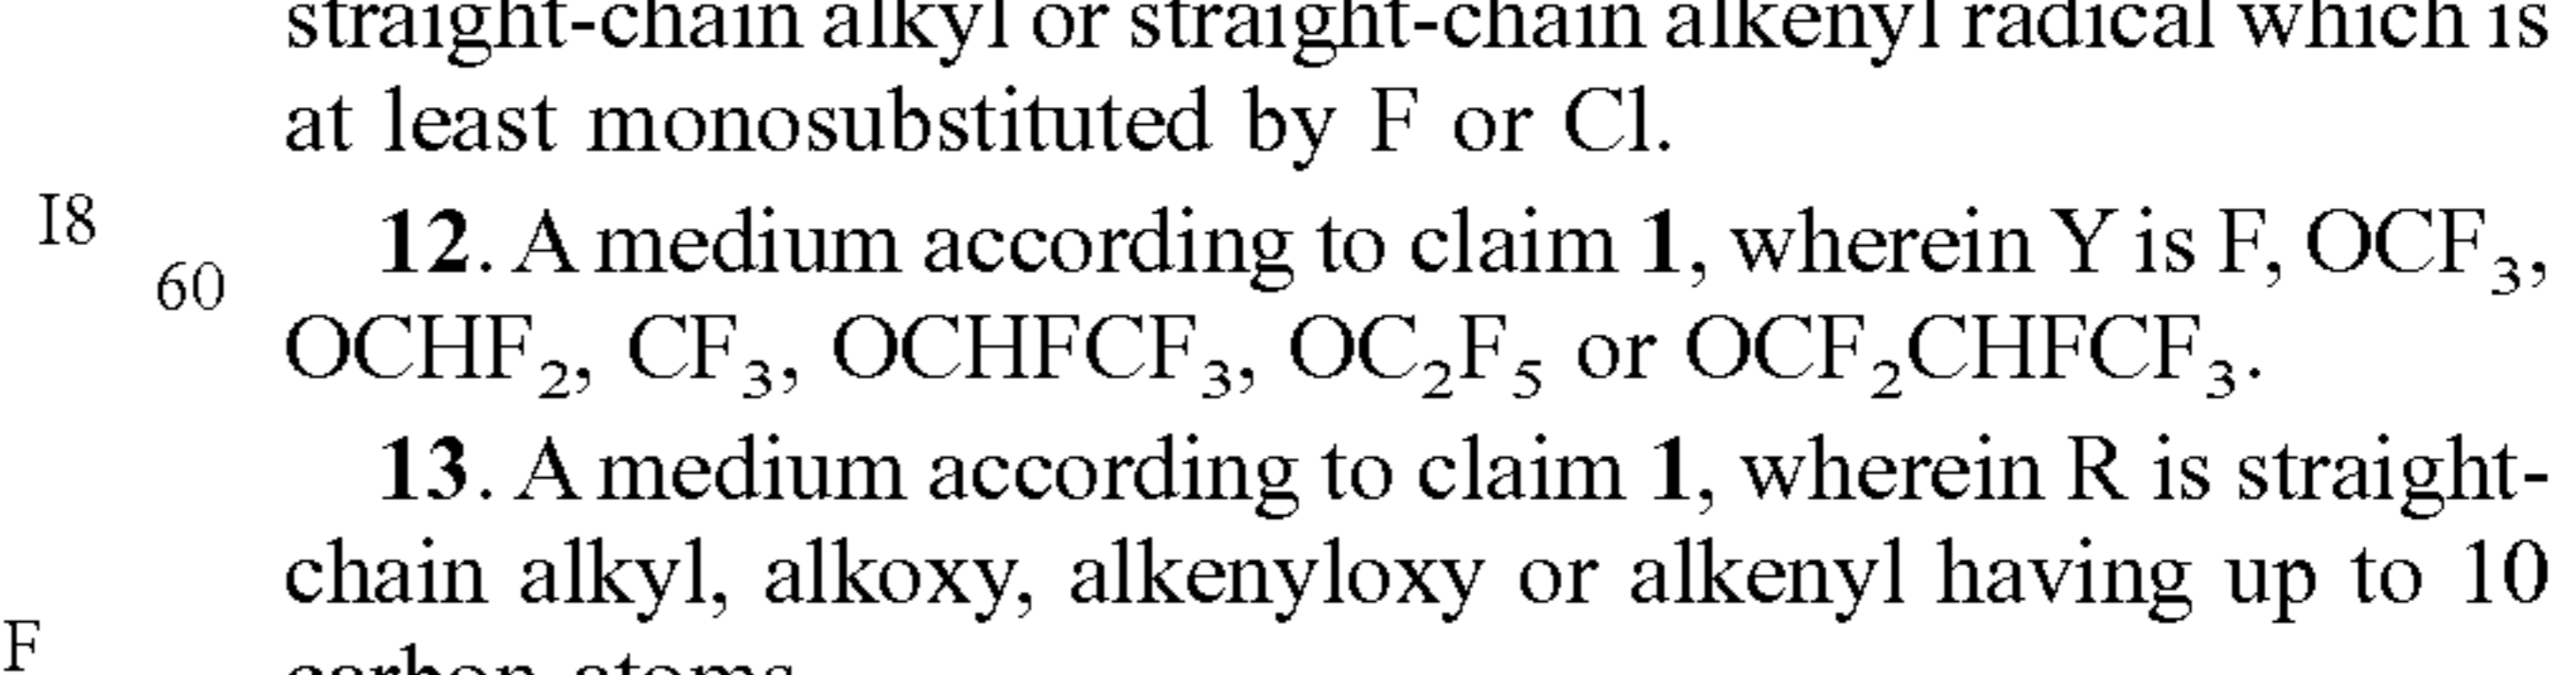 straight-chain alkyl or straight-chain alkenyl radical which is
at least monosubstituted by F or Cl.
I8
12. A medium according to claim 1, wherein Y is F, OCF₃,
60
OCHF₂, CF₃, OCHFCF₃, OC₂F₅ or OCF₂CHFCF₃.
13. A medium according to claim 1, wherein R is straight-
chain alkyl, alkoxy, alkenyloxy or alkenyl having up to 10
F
carbon atoms